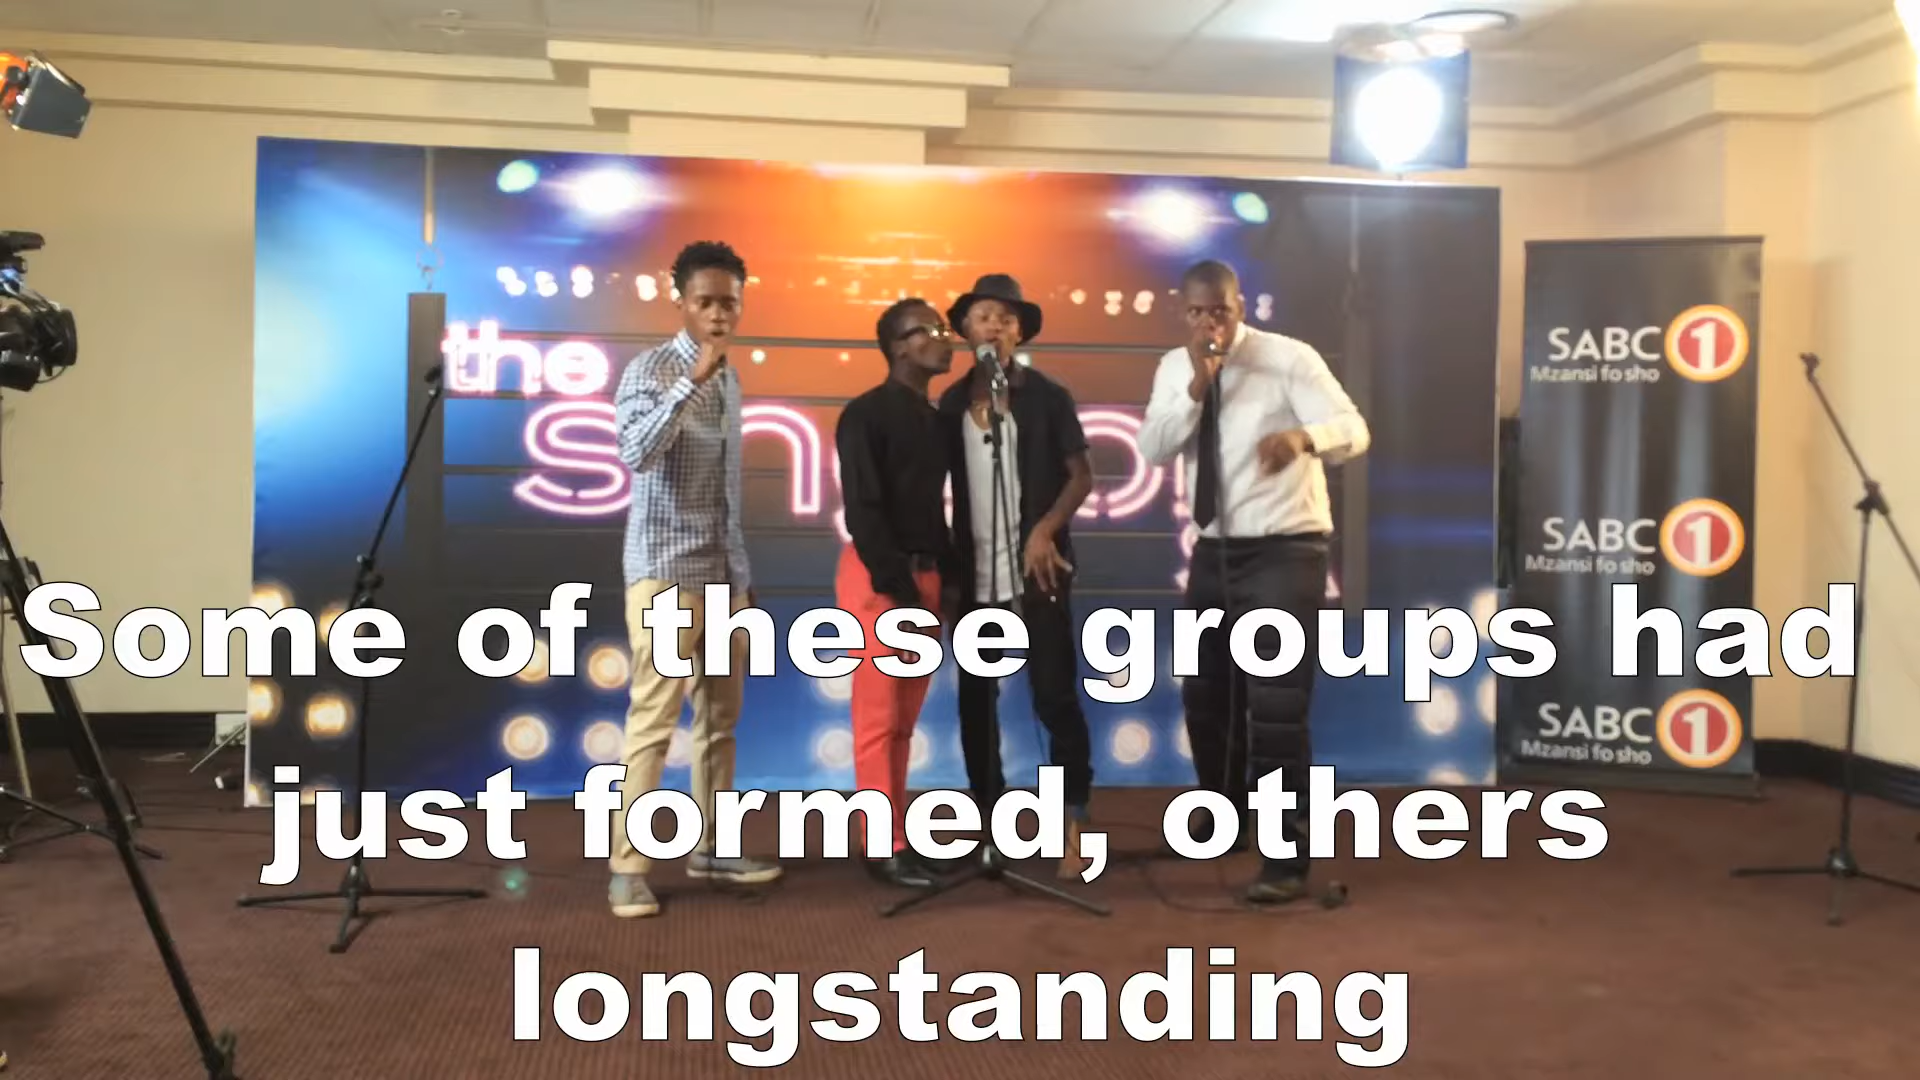 the
SABC 1
Mzansi fo sho
SABC 1
Mzansi fo sho
SABC 1
Mzansi fo sho
Some of these groups had
just formed, others
longstanding